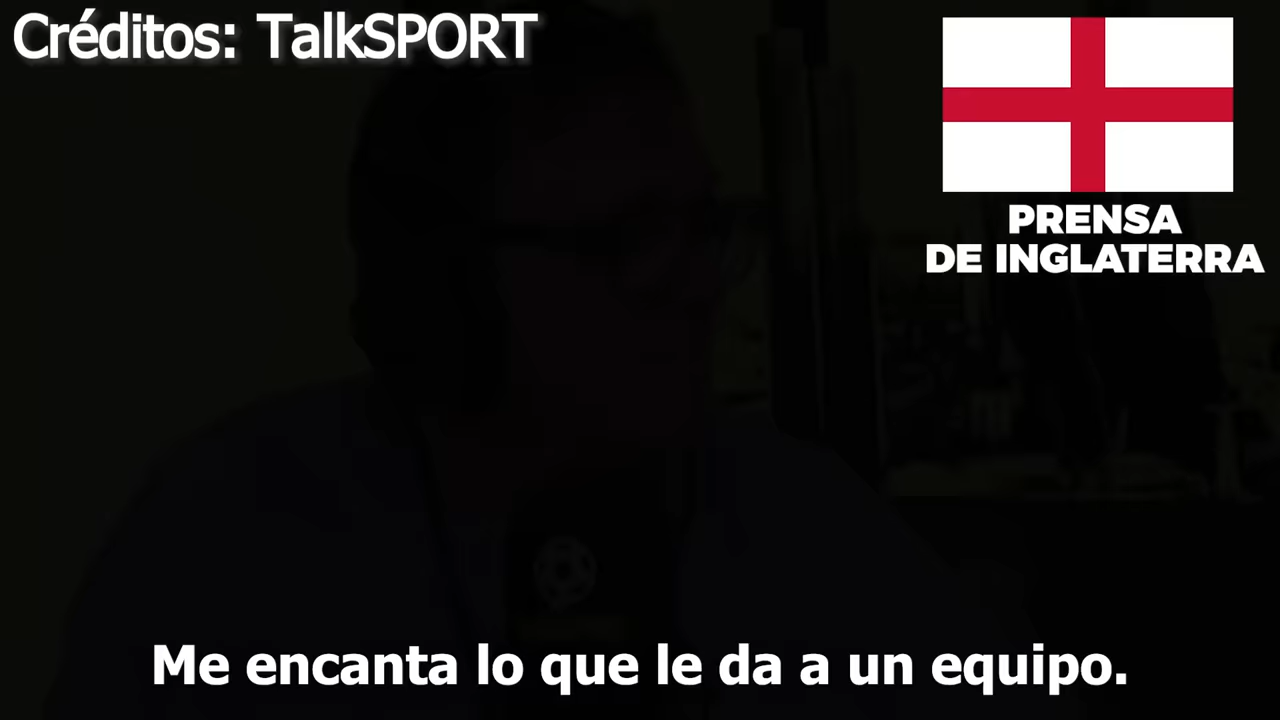 Créditos: TalkSPORT
PRENSA
DE INGLATERRA
Me encanta lo que le da a un equipo.